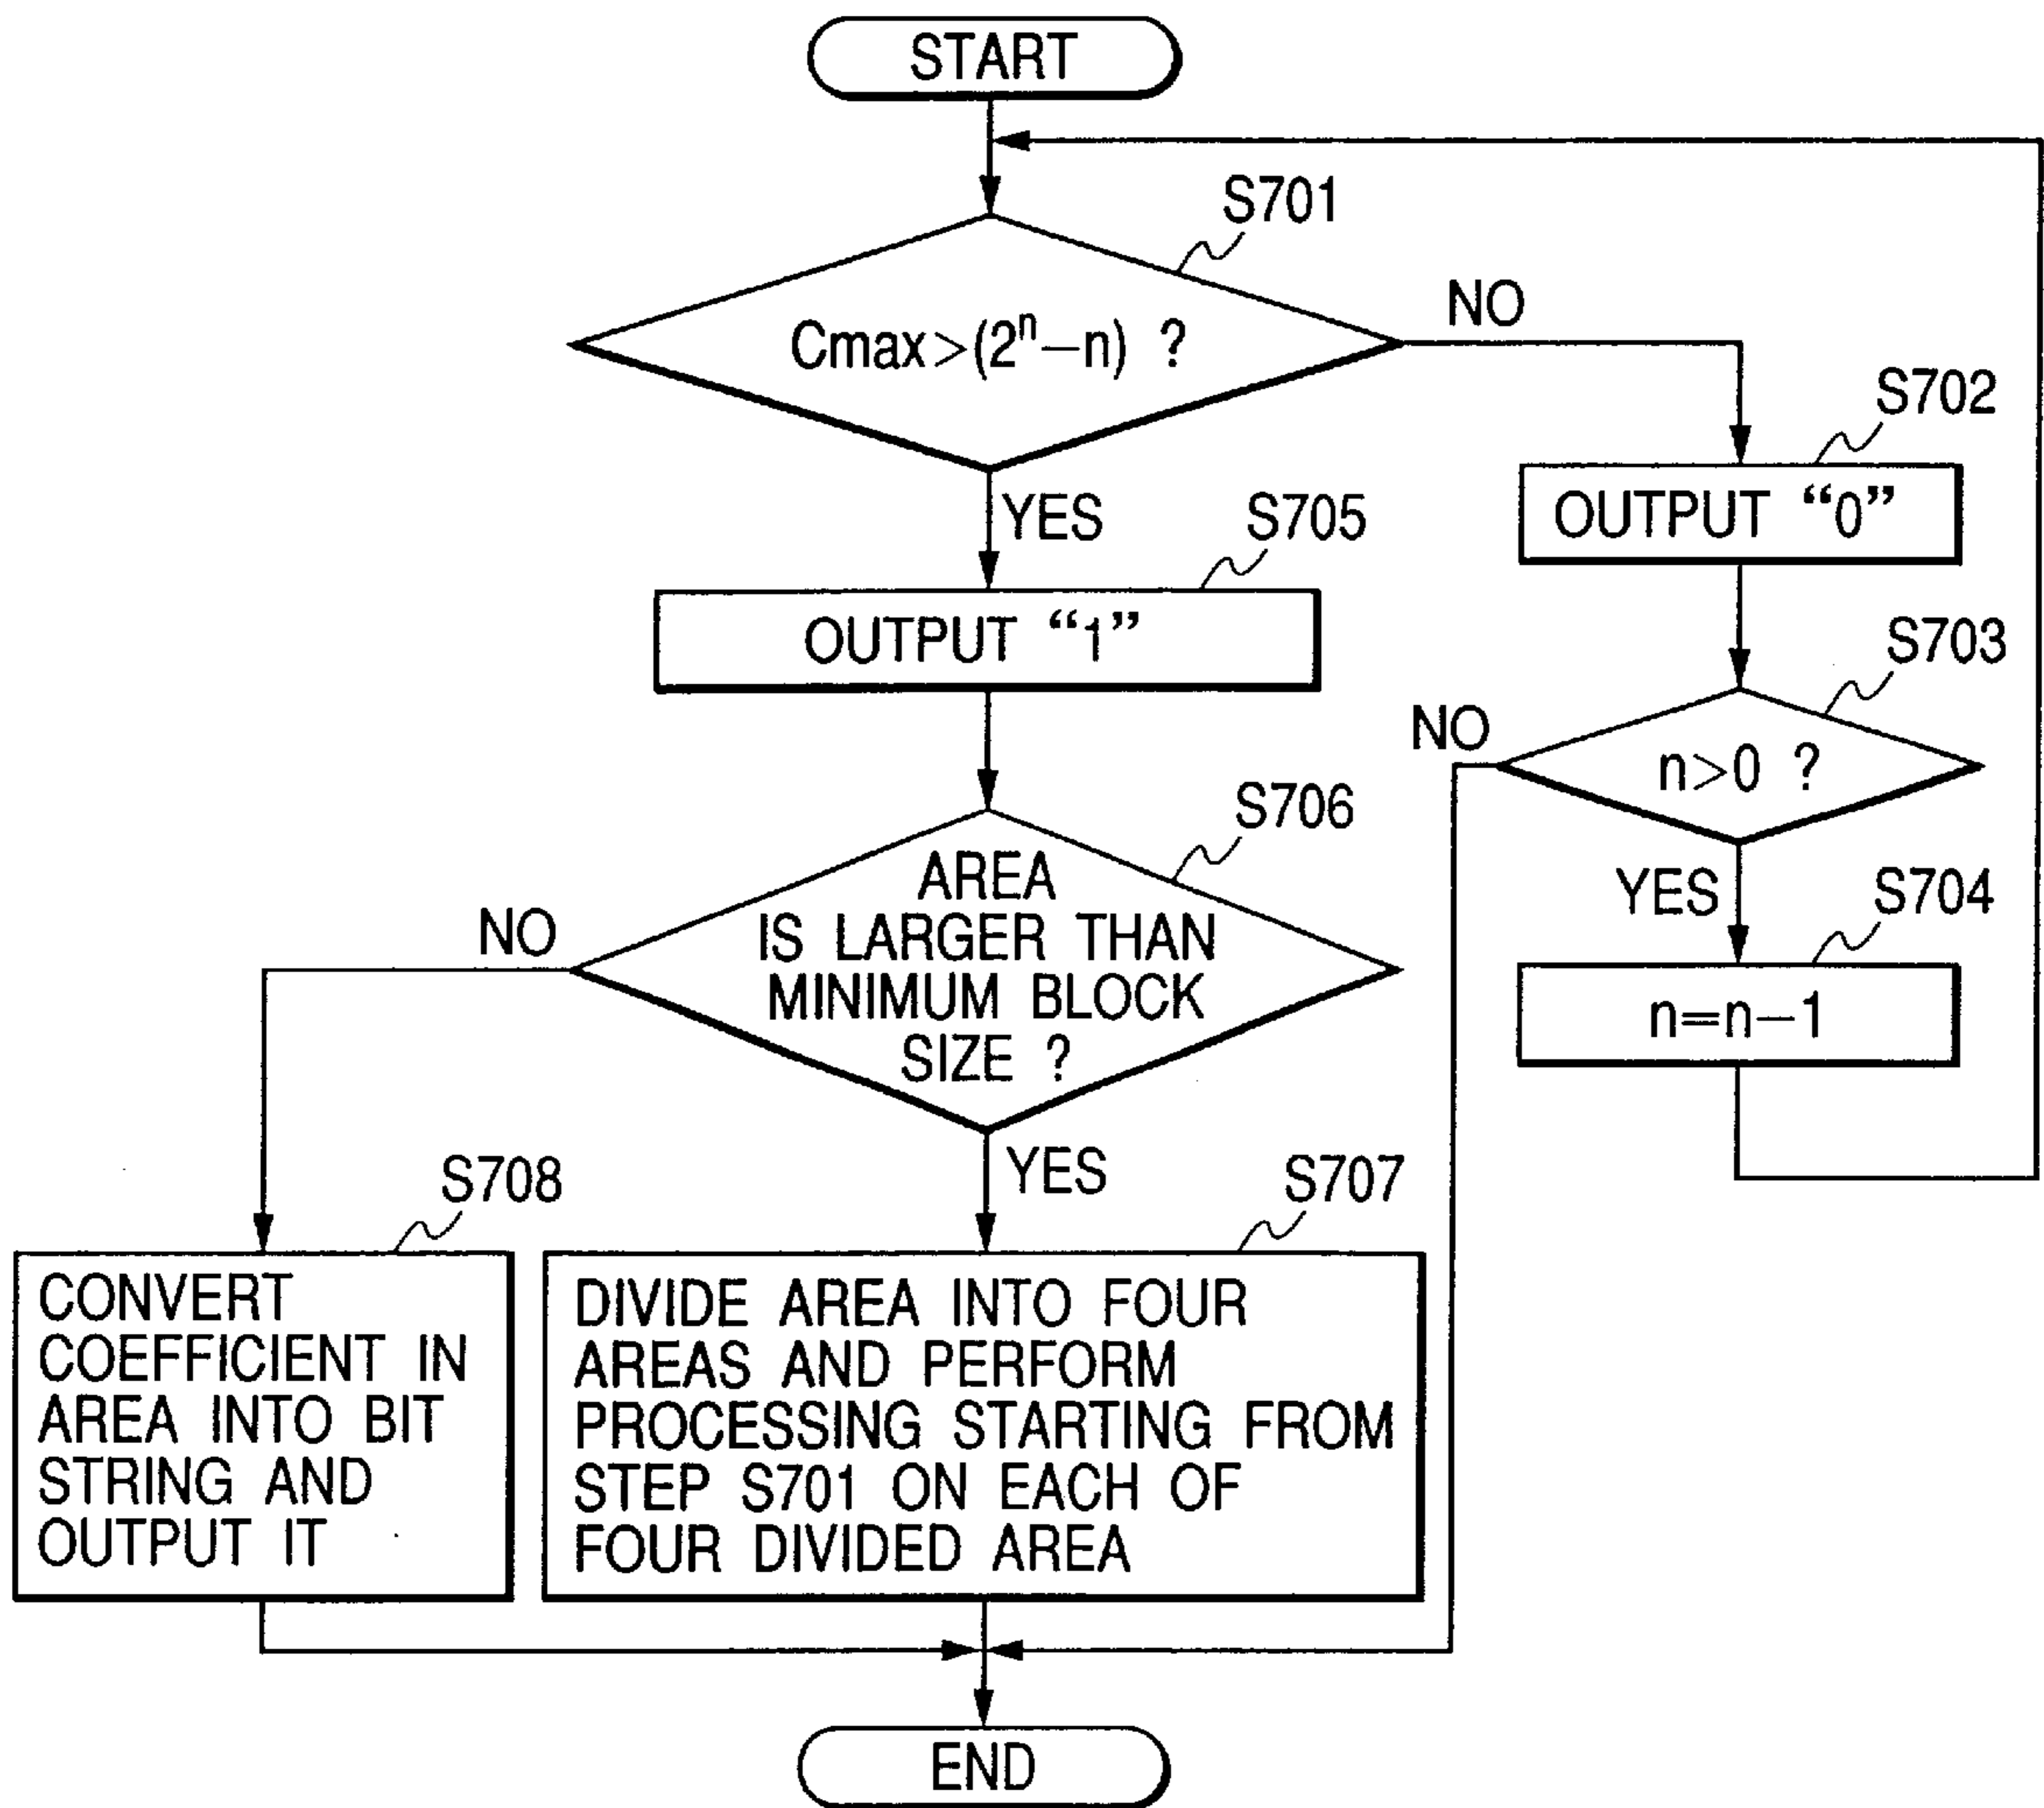 START
S701
Cmax>(2ⁿ−n) ?
NO
S702
OUTPUT “0”
YES
S705
OUTPUT “1”
S703
NO
n>0 ?
S706
AREA
IS LARGER THAN
MINIMUM BLOCK
SIZE ?
NO
YES
S704
n=n−1
YES
S708
S707
CONVERT
COEFFICIENT IN
AREA INTO BIT
STRING AND
OUTPUT IT
DIVIDE AREA INTO FOUR
AREAS AND PERFORM
PROCESSING STARTING FROM
STEP S701 ON EACH OF
FOUR DIVIDED AREA
END